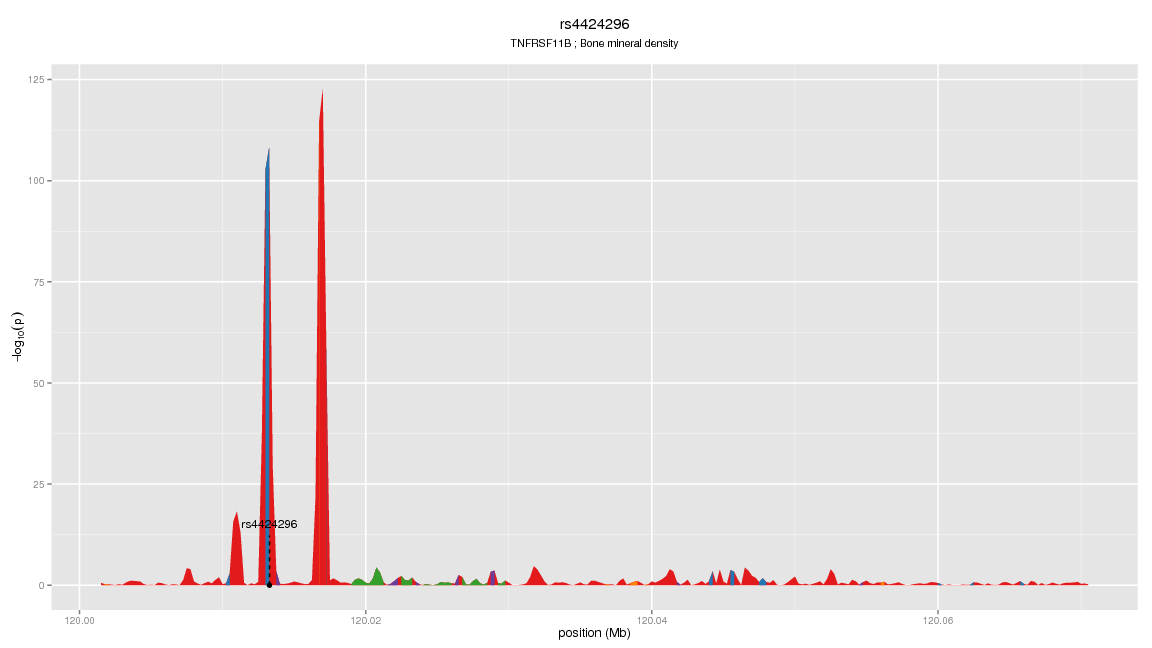 rs4424296
TNFRSF11B ; Bone mineral density
125
100
75
50
25
0
−log10(p)
rs4424296
120.00
120.02
120.04
120.06
position (Mb)